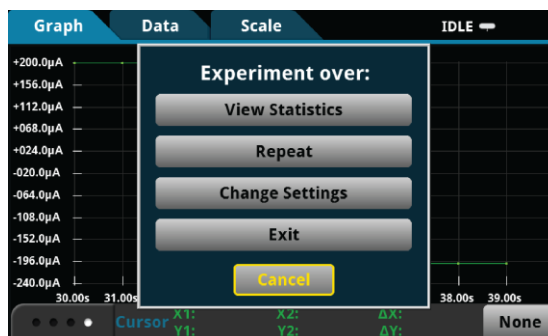 Graph Data Scale IDLE
Experiment over:
View Statistics
Repeat
Change Settings
Exit
Cancel
+200.0µA
+156.0µA
+112.0µA
+068.0µA
+024.0µA
-020.0µA
-064.0µA
-108.0µA
-152.0µA
-196.0µA
-240.0µA
30.00s 31.00s 38.00s 39.00s
Cursor X1: X2: ΔX:
Y1: Y2: ΔY:
None